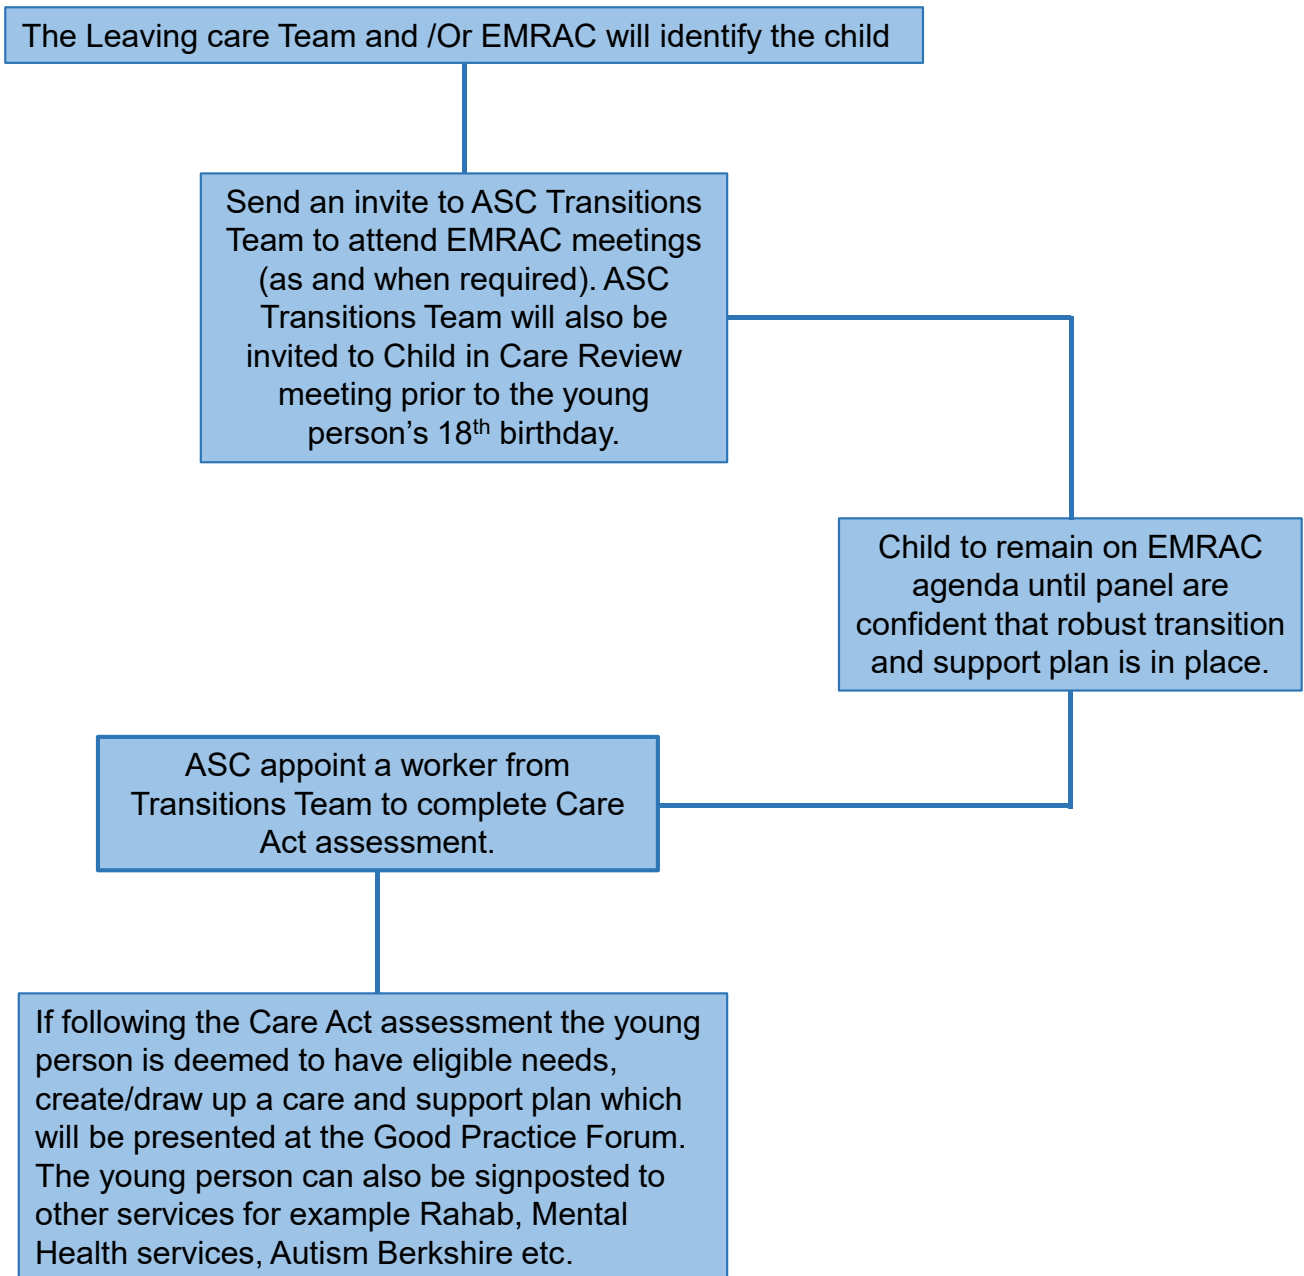 The Leaving care Team and /Or EMRAC will identify the child
Send an invite to ASC Transitions
Team to attend EMRAC meetings
(as and when required). ASC
Transitions Team will also be
invited to Child in Care Review
meeting prior to the young
person’s 18th birthday.
Child to remain on EMRAC
agenda until panel are
confident that robust transition
and support plan is in place.
ASC appoint a worker from
Transitions Team to complete Care
Act assessment.
If following the Care Act assessment the young
person is deemed to have eligible needs,
create/draw up a care and support plan which
will be presented at the Good Practice Forum.
The young person can also be signposted to
other services for example Rahab, Mental
Health services, Autism Berkshire etc.